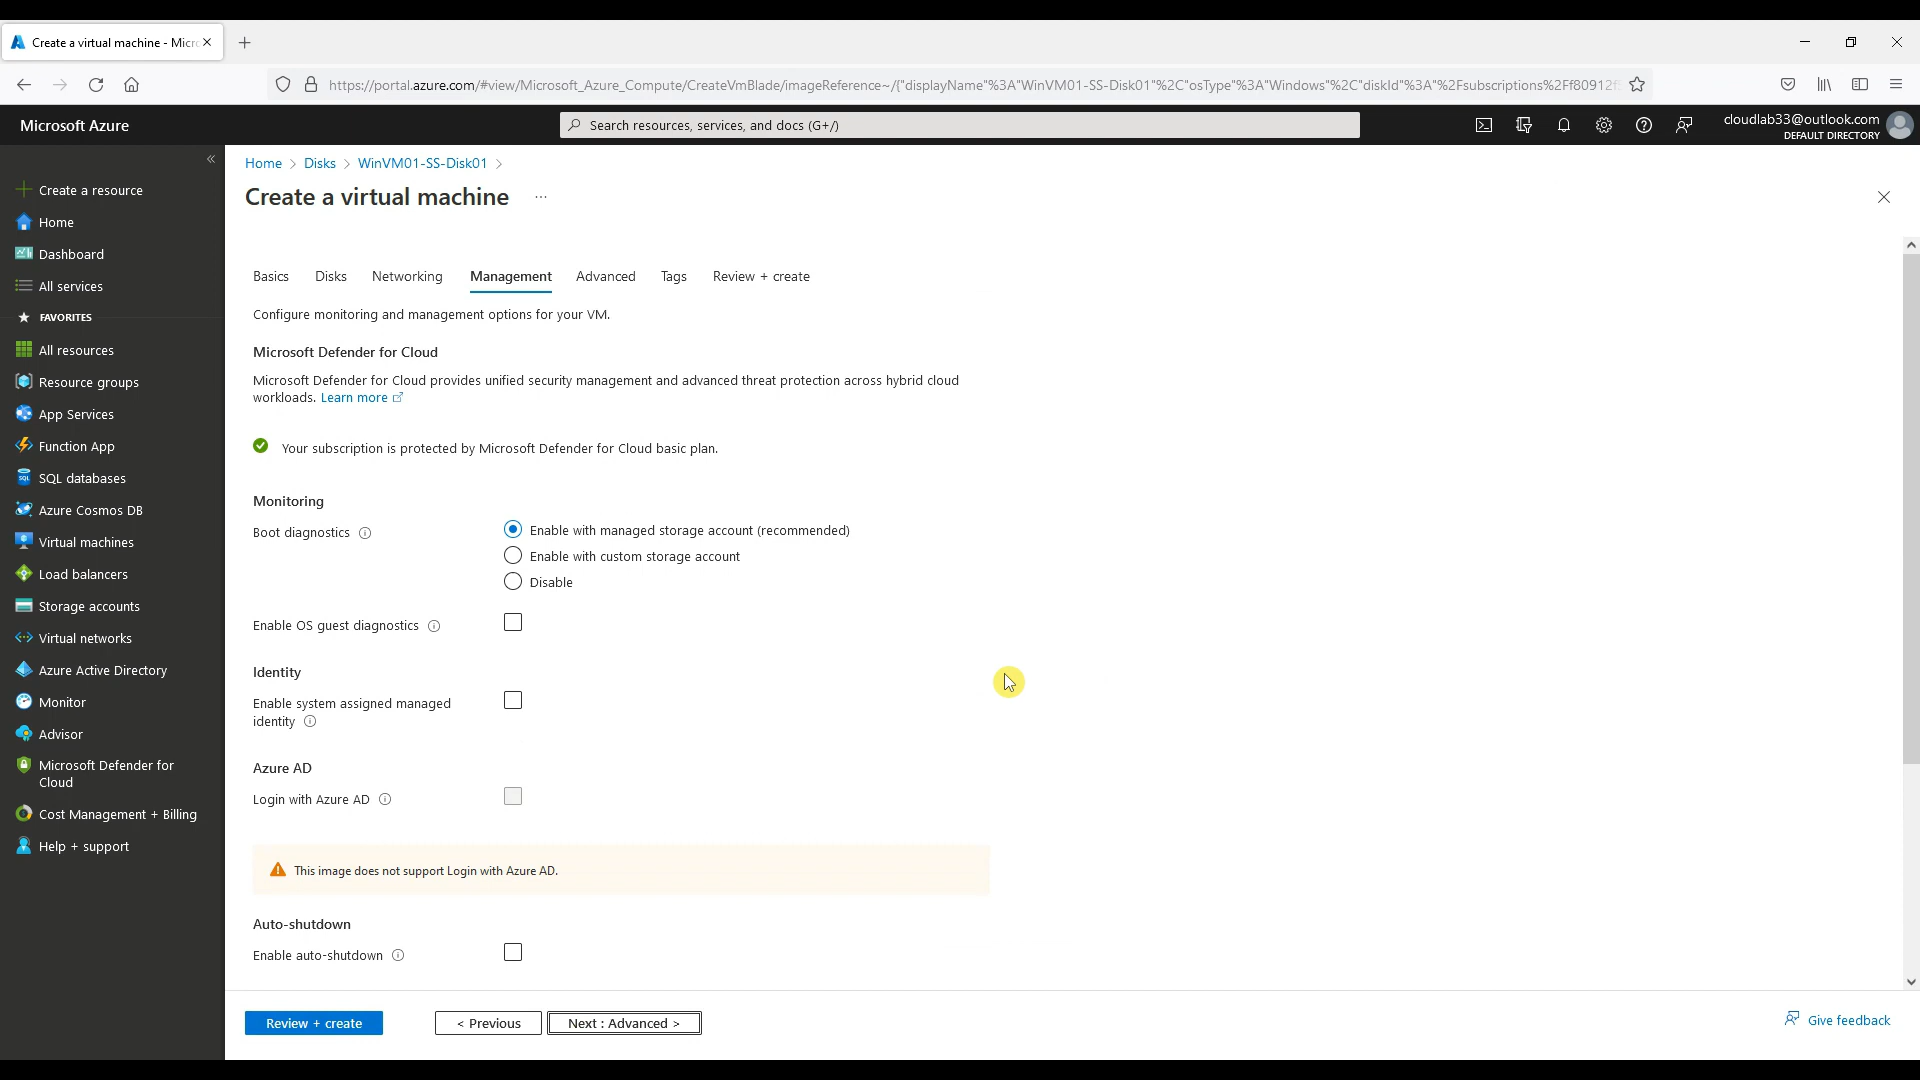 Create a virtual machine - Micro
https://portal.azure.com/#view/Microsoft_Azure_Compute/CreateVmBlade/imageReference~/{"displayName"%3A"WinVM01-SS-Disk01"%2C"osType"%3A"Windows"%2C"diskId"%3A"%2Fsubscriptions%2Ff80912f
Microsoft Azure
Search resources, services, and docs (G+/)
cloudlab33@outlook.com
DEFAULT DIRECTORY
Create a resource
Home
Dashboard
All services
FAVORITES
All resources
Resource groups
App Services
Function App
SQL databases
Azure Cosmos DB
Virtual machines
Load balancers
Storage accounts
Virtual networks
Azure Active Directory
Monitor
Advisor
Microsoft Defender for
Cloud
Cost Management + Billing
Help + support
Home > Disks > WinVM01-SS-Disk01 >
Create a virtual machine ...
Basics Disks Networking Management Advanced Tags Review + create
Configure monitoring and management options for your VM.
Microsoft Defender for Cloud
Microsoft Defender for Cloud provides unified security management and advanced threat protection across hybrid cloud
workloads. Learn more
Your subscription is protected by Microsoft Defender for Cloud basic plan.
Monitoring
Boot diagnostics
Enable with managed storage account (recommended)
Enable with custom storage account
Disable
Enable OS guest diagnostics
Identity
Enable system assigned managed
identity
Azure AD
Login with Azure AD
This image does not support Login with Azure AD.
Auto-shutdown
Enable auto-shutdown
Review + create
< Previous
Next : Advanced >
Give feedback